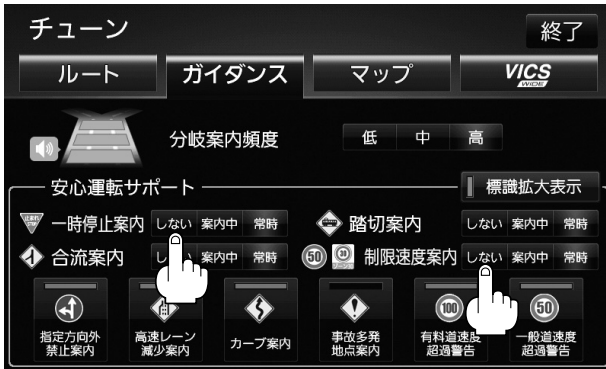 チューン
終了
ルート ガイダンス マップ VICS WIDE
分岐案内頻度 低 中 高
安心運転サポート 標識拡大表示
一時停止案内 しない 案内中 常時
踏切案内 しない 案内中 常時
合流案内 案内中 常時
50 制限速度案内 しない 案内中 常時
指定方向外
禁止案内
高速レーン
減少案内
カーブ案内
事故多発
地点案内
100
有料道速度
超過警告
50
一般道速度
超過警告